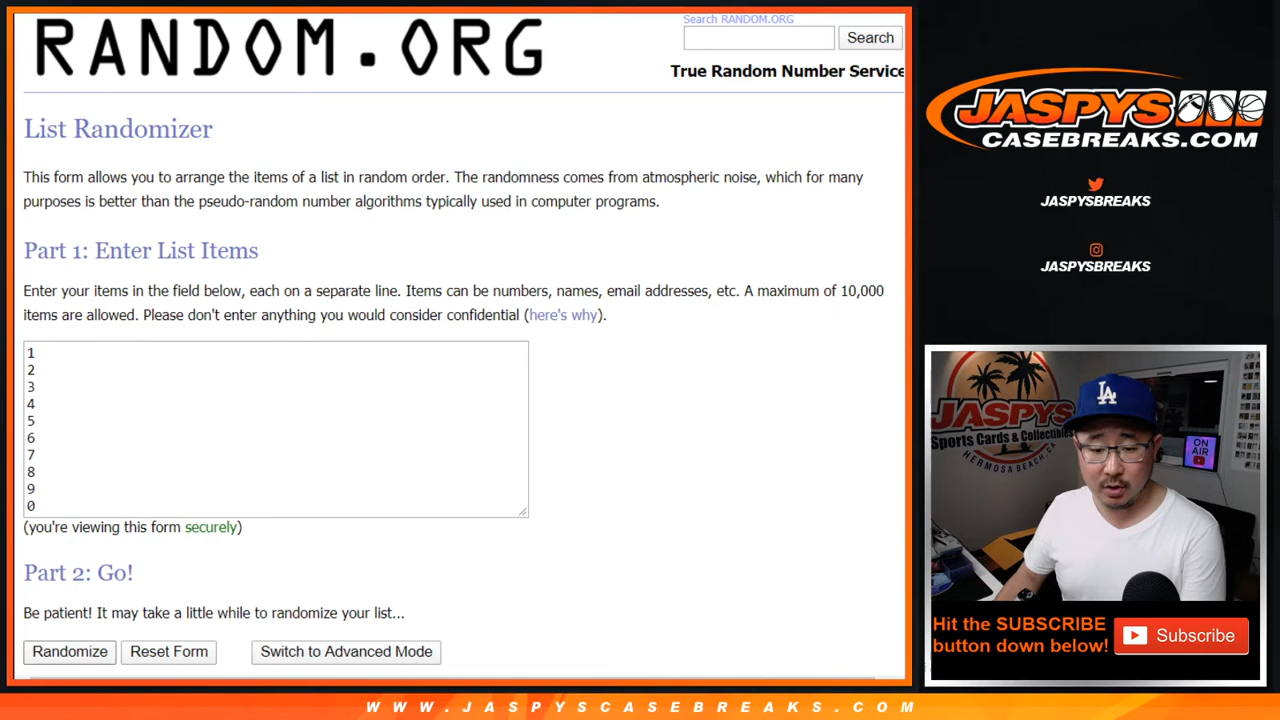 RANDOM.ORG
Search RANDOM.ORG
Search
True Random Number Service
List Randomizer
This form allows you to arrange the items of a list in random order. The randomness comes from atmospheric noise, which for many
purposes is better than the pseudo-random number algorithms typically used in computer programs.
Part 1: Enter List Items
Enter your items in the field below, each on a separate line. Items can be numbers, names, email addresses, etc. A maximum of 10,000
items are allowed. Please don't enter anything you would consider confidential (here's why).
1
2
3
4
5
6
7
8
9
0
(you're viewing this form securely)
Part 2: Go!
Be patient! It may take a little while to randomize your list...
Randomize
Reset Form
Switch to Advanced Mode
JASPYS
CASEBREAKS.COM
JASPYSBREAKS
JASPYSBREAKS
JASPYS
Sports Cards & Collectibles
HERMOSA BEACH, CA
LA
ON
AIR
Hit the SUBSCRIBE
button down below!
Subscribe
WWW.JASPYSCASEBREAKS.COM